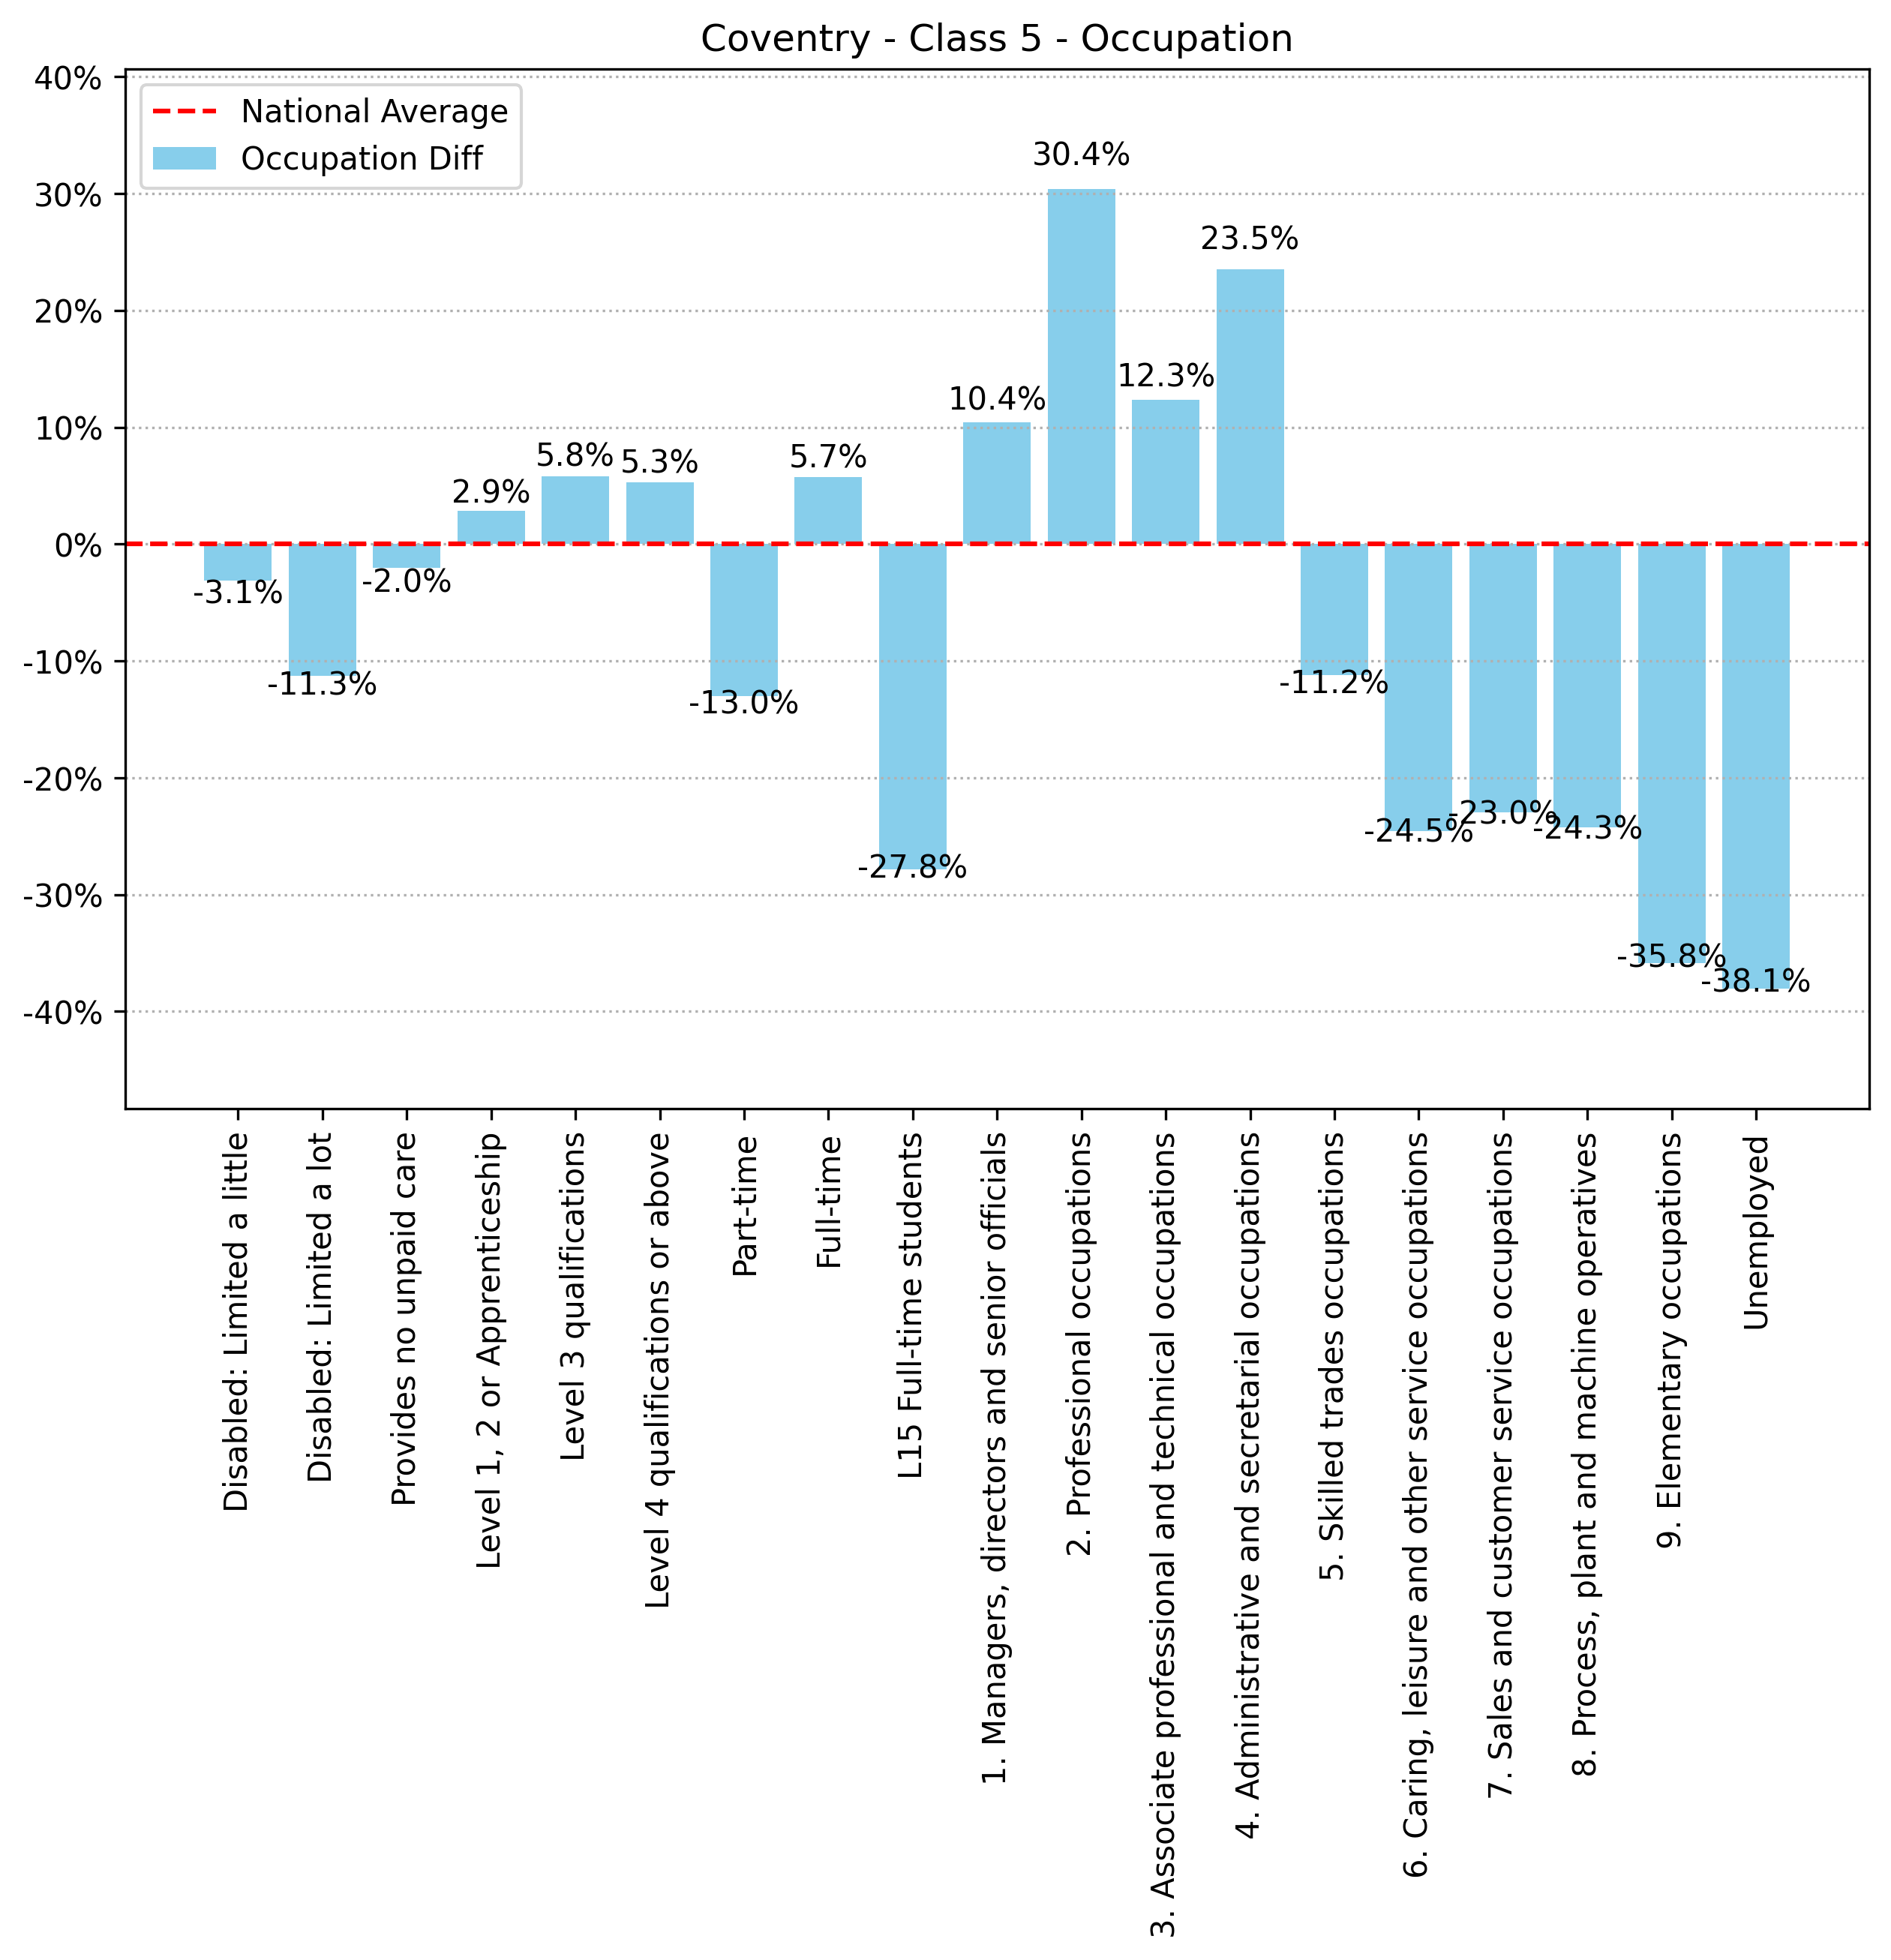 Coventry - Class 5 - Occupation
40%
30%
20%
10%
0%
-10%
-20%
-30%
-40%
National Average
Occupation Diff
-3.1%
-11.3%
-2.0%
2.9%
5.8%
5.3%
-13.0%
5.7%
-27.8%
10.4%
30.4%
12.3%
23.5%
-11.2%
-24.5%
-23.0%
-24.3%
-35.8%
-38.1%
Disabled: Limited a little
Disabled: Limited a lot
Provides no unpaid care
Level 1, 2 or Apprenticeship
Level 3 qualifications
Level 4 qualifications or above
Part-time
Full-time
L15 Full-time students
1. Managers, directors and senior officials
2. Professional occupations
3. Associate professional and technical occupations
4. Administrative and secretarial occupations
5. Skilled trades occupations
6. Caring, leisure and other service occupations
7. Sales and customer service occupations
8. Process, plant and machine operatives
9. Elementary occupations
Unemployed